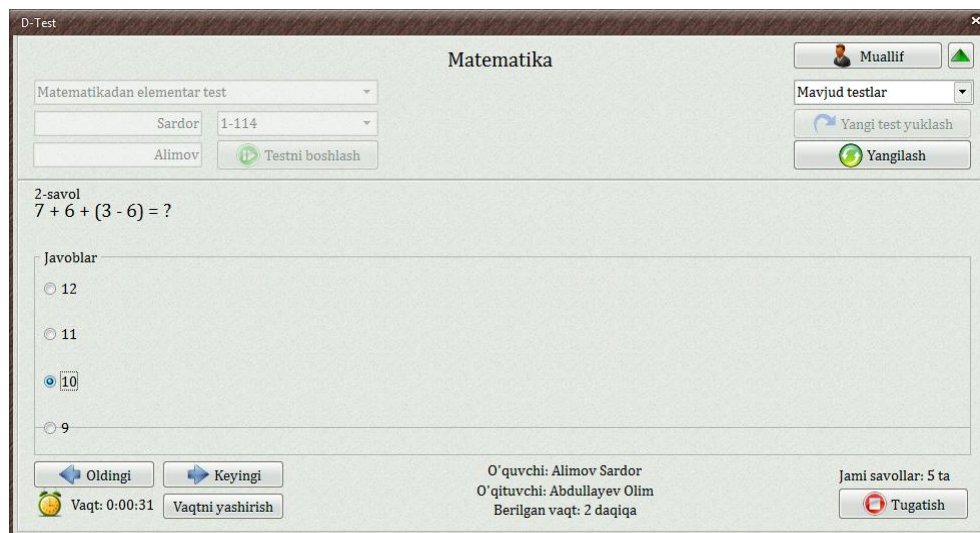 D-Test
Matematika
Muallif
Matematikadan elementar test
Mavjud testlar
Sardor 1-114
Yangi test yuklash
Alimov Testni boshlash
Yangilash
2-savol
7 + 6 + (3 - 6) = ?
Javoblar
12
11
10
9
Oldingi Keyingi
O'quvchi: Alimov Sardor
Jami savollar: 5 ta
O'qituvchi: Abdullayev Olim
Vaqt: 0:00:31 Vaqtni yashirish
Berilgan vaqt: 2 daqiqa
Tugatish